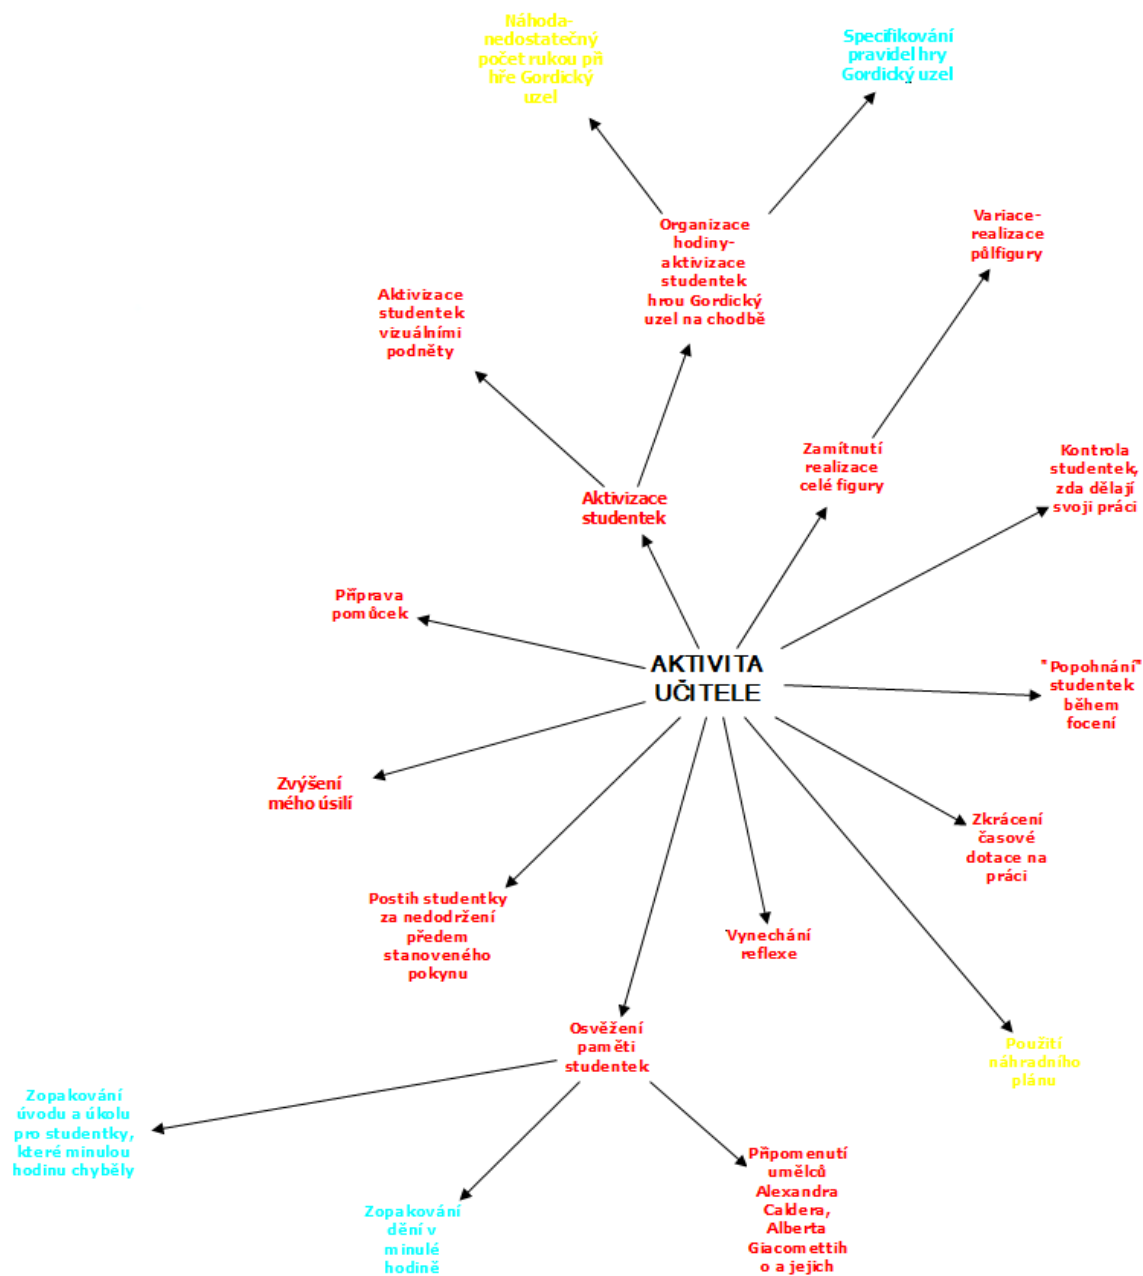 Náhoda-
nedostatečný
počet rukou při
hře Gordický
uzel
Specifikování
pravidel hry
Gordický uzel
Organizace
hodiny-
aktivizace
studentek
hrou Gordický
uzel na chodbě
Variace-
realizace
půlfigury
Aktivizace
studentek
vizuálními
podněty
Zamítnutí
realizace
celé figury
Kontrola
studentek,
zda dělají
svoji práci
Aktivizace
studentek
Příprava
pomůcek
AKTIVITA
UČITELE
"Popohnání"
studentek
během
focení
Zvýšení
mého úsilí
Zkrácení
časové
dotace na
práci
Postih studentky
za nedodržení
předem
stanoveného
pokynu
Vynechání
reflexe
Osvěžení
paměti
studentek
Použití
náhradního
plánu
Zopakování
úvodu a úkolu
pro studentky,
které minulou
hodinu chyběly
Zopakování
dění v
minulé
hodině
Připomenutí
umělců
Alexandra
Caldera,
Alberta
Giacomettih
o a jejich